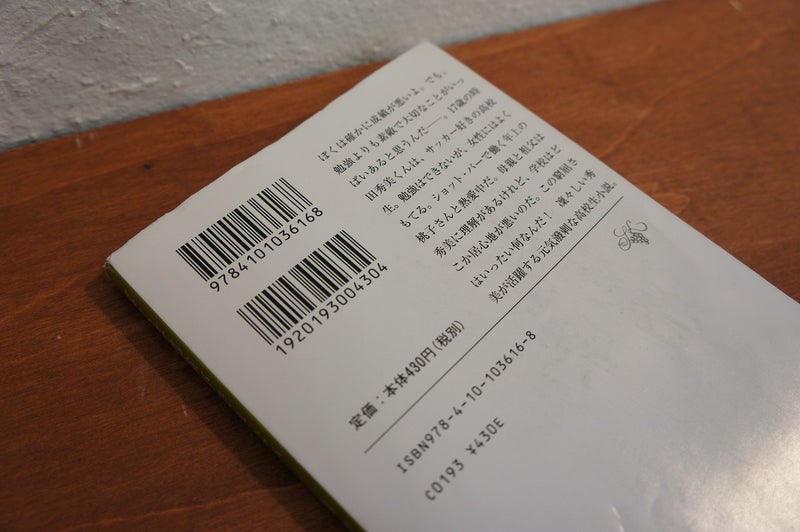 ぼくは確かに成績が悪いよ。でも、
勉強よりも素敵で大切なことがいっ
ぱいあると思うんだ――。17歳の時
田秀美くんは、サッカー好きの高校
生。勉強はできないが、女性にはよく
もてる。ショット・バーで働く年上の
桃子さんと熱愛中だ。母親と祖父は
秀美に理解があるけれど、学校はど
こか居心地が悪いのだ。この窮屈さ
はいったい何なんだ! 凛々しい秀
美が活躍する元気溌剌な高校生小説。
9784101036168
1920193004304
定価:本体430円(税別)
ISBN978-4-10-103616-8
C0193 ¥430E